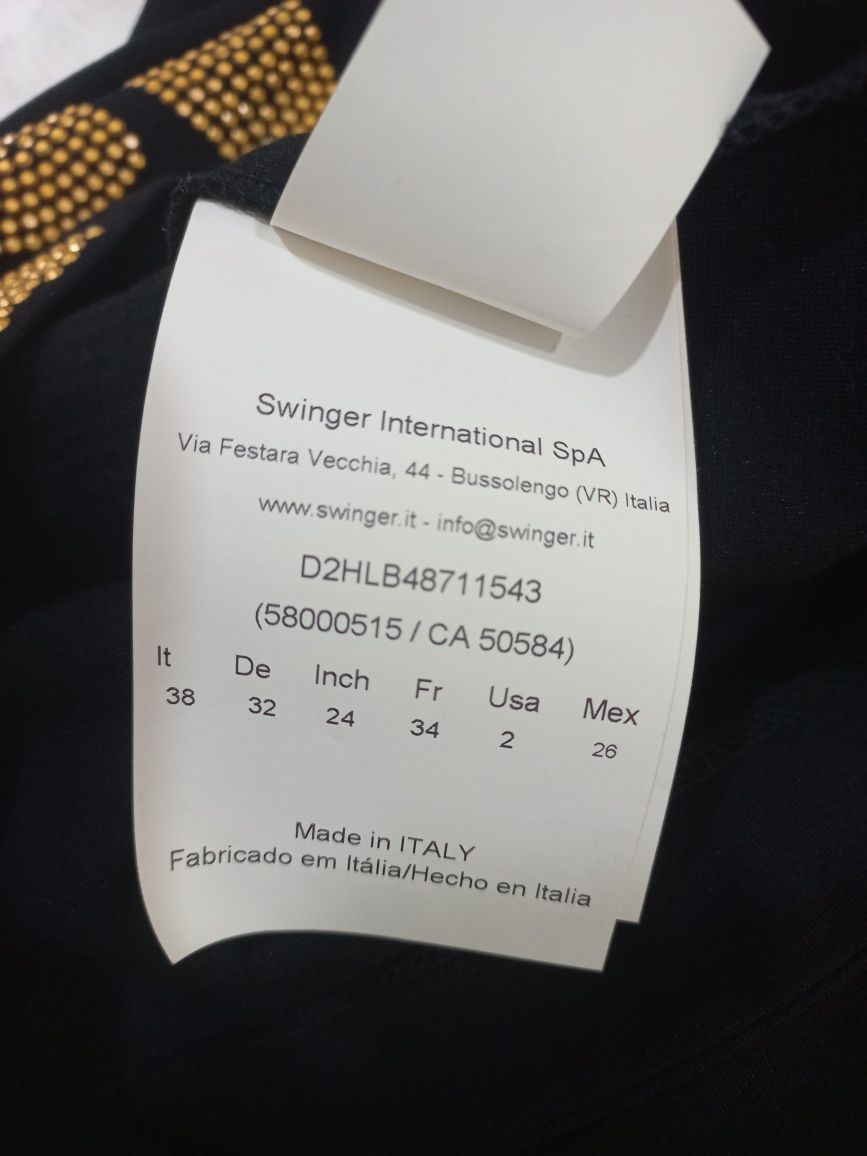 Swinger International SpA
Via Festara Vecchia, 44 - Bussolengo (VR) Italia
www.swinger.it - info@swinger.it
D2HLB48711543
(58000515 / CA 50584)
It De Inch Fr Usa Mex
38 32 24 34 2 26
Made in ITALY
Fabricado em Itália/Hecho en Italia